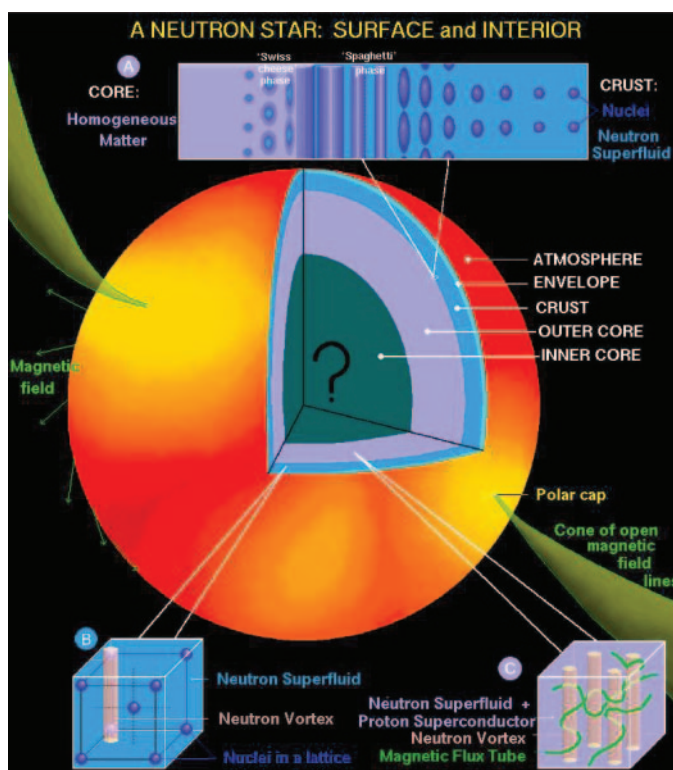 A NEUTRON STAR: SURFACE and INTERIOR
'Swiss
cheese'
phase
'Spaghetti'
phase
A
CORE:
Homogeneous
Matter
CRUST:
Nuclei
Neutron
Superfluid
ATMOSPHERE
ENVELOPE
CRUST
OUTER CORE
INNER CORE
?
Magnetic
field
Polar cap
Cone of open
magnetic
field
lines
B
Neutron Superfluid
Neutron Vortex
Nuclei in a lattice
C
Neutron Superfluid +
Proton Superconductor
Neutron Vortex
Magnetic Flux Tube